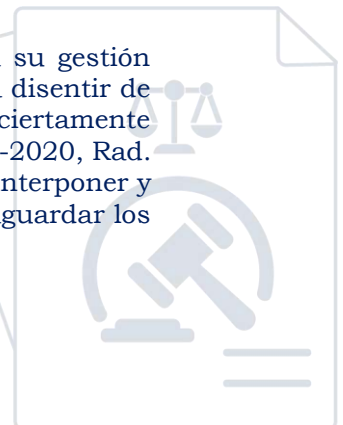 su gestión
disentir de
ciertamente
-2020, Rad.
nterponer y
guardar los